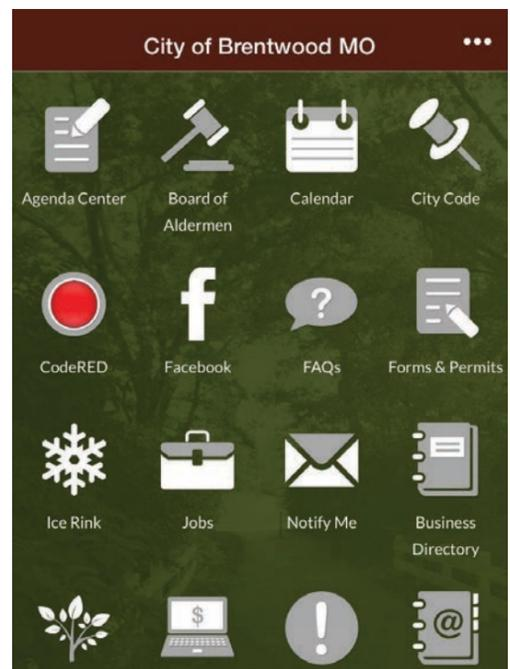 City of Brentwood MO
•••
Agenda Center
Board of
Aldermen
Calendar
City Code
CodeRED
Facebook
?
FAQs
Forms & Permits
Ice Rink
Jobs
Notify Me
Business
Directory
$
!
@